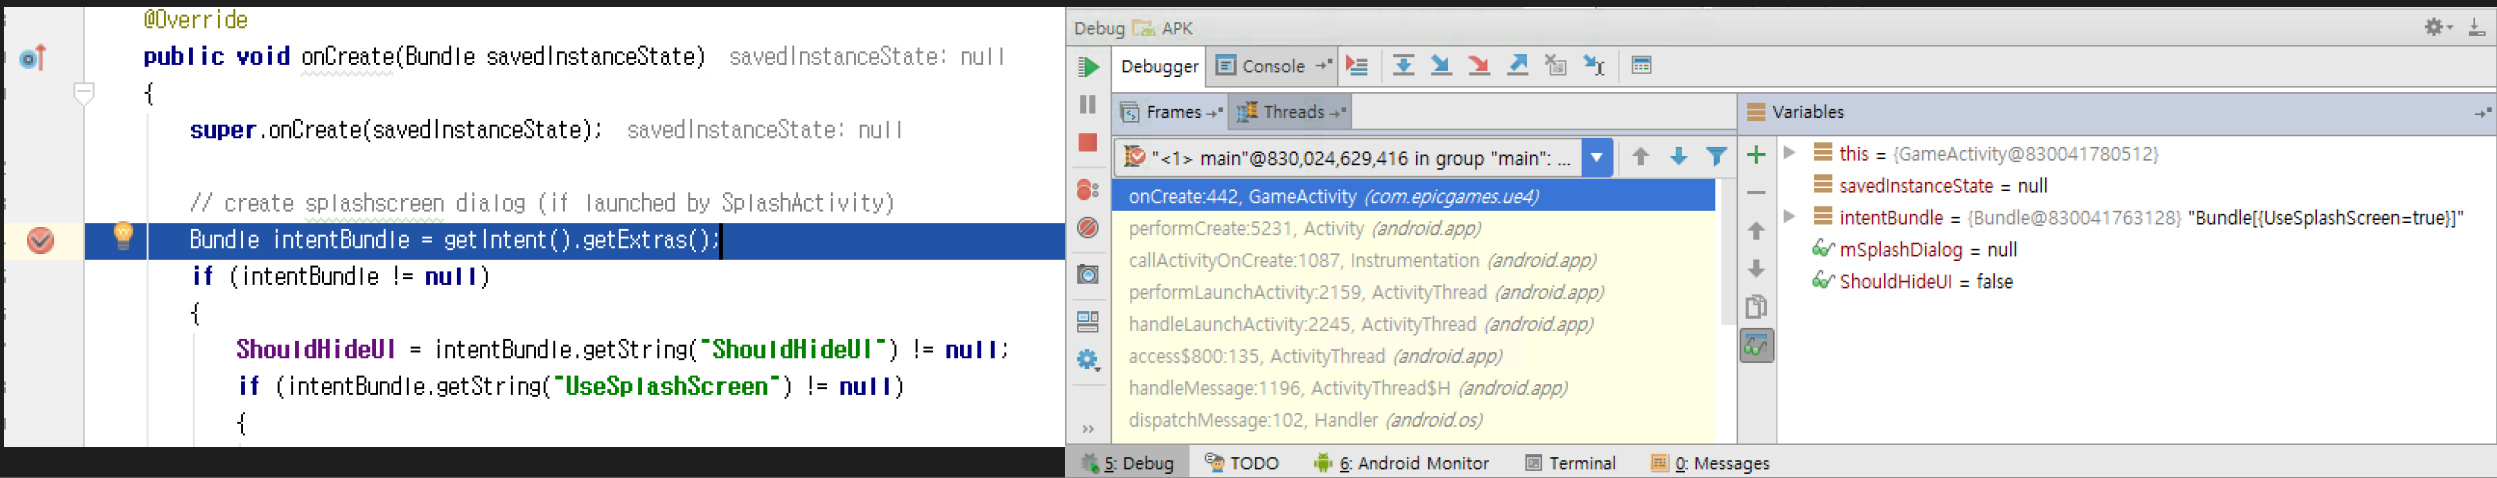 @Override
public void onCreate(Bundle savedInstanceState)  savedInstanceState: null
{
super.onCreate(savedInstanceState);  savedInstanceState: null
// create splashscreen dialog (if launched by SplashActivity)
Bundle intentBundle = getIntent().getExtras();
if (intentBundle != null)
{
ShouldHideUI = intentBundle.getString("ShouldHideUI") != null;
if (intentBundle.getString("UseSplashScreen") != null)
{
Debug APK
Debugger Console
Frames Threads
"<1> main"@830,024,629,416 in group "main": ...
onCreate:442, GameActivity (com.epicgames.ue4)
performCreate:5231, Activity (android.app)
callActivityOnCreate:1087, Instrumentation (android.app)
performLaunchActivity:2159, ActivityThread (android.app)
handleLaunchActivity:2245, ActivityThread (android.app)
access$800:135, ActivityThread (android.app)
handleMessage:1196, ActivityThread$H (android.app)
dispatchMessage:102, Handler (android.os)
Variables
this = {GameActivity@830041780512}
savedInstanceState = null
intentBundle = {Bundle@830041763128} "Bundle[{UseSplashScreen=true}]"
mSplashDialog = null
ShouldHideUI = false
5: Debug TODO 6: Android Monitor Terminal 0: Messages